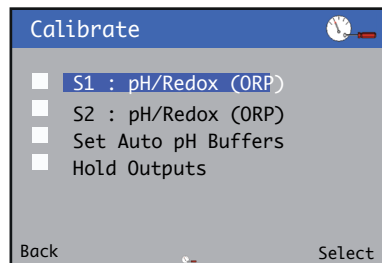 Calibrate
S1 : pH/Redox (ORP)
S2 : pH/Redox (ORP)
Set Auto pH Buffers
Hold Outputs
Back Select